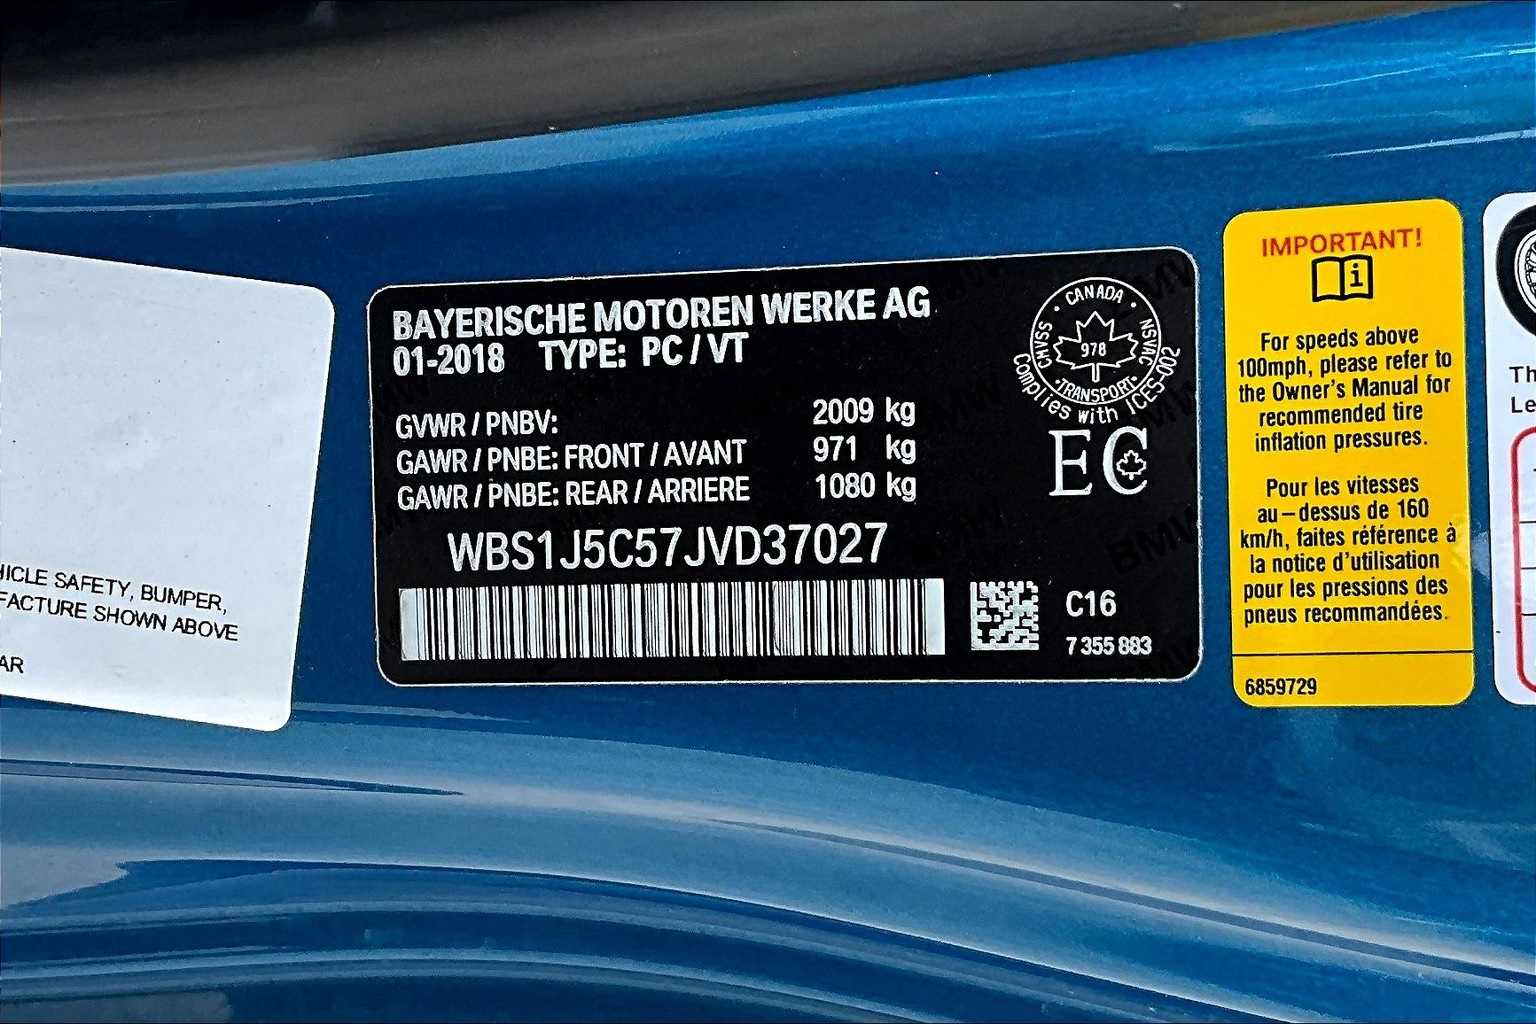 HICLE SAFETY, BUMPER,
FACTURE SHOWN ABOVE
AR
BAYERISCHE MOTOREN WERKE AG
01-2018 TYPE: PC / VT
GVWR / PNBV: 2009 kg
GAWR / PNBE: FRONT / AVANT 971 kg
GAWR / PNBE: REAR / ARRIERE 1080 kg
WBS1J5C57JVD37027
C16
7 355 883
CANADA
CMVSS NSVAC
978
TRANSPORT
Complies with ICES-002
EC
IMPORTANT!
i
For speeds above
100mph, please refer to
the Owner's Manual for
recommended tire
inflation pressures.
Pour les vitesses
au – dessus de 160
km/h, faites référence à
la notice d'utilisation
pour les pressions des
pneus recommandées.
6859729
Th
Le